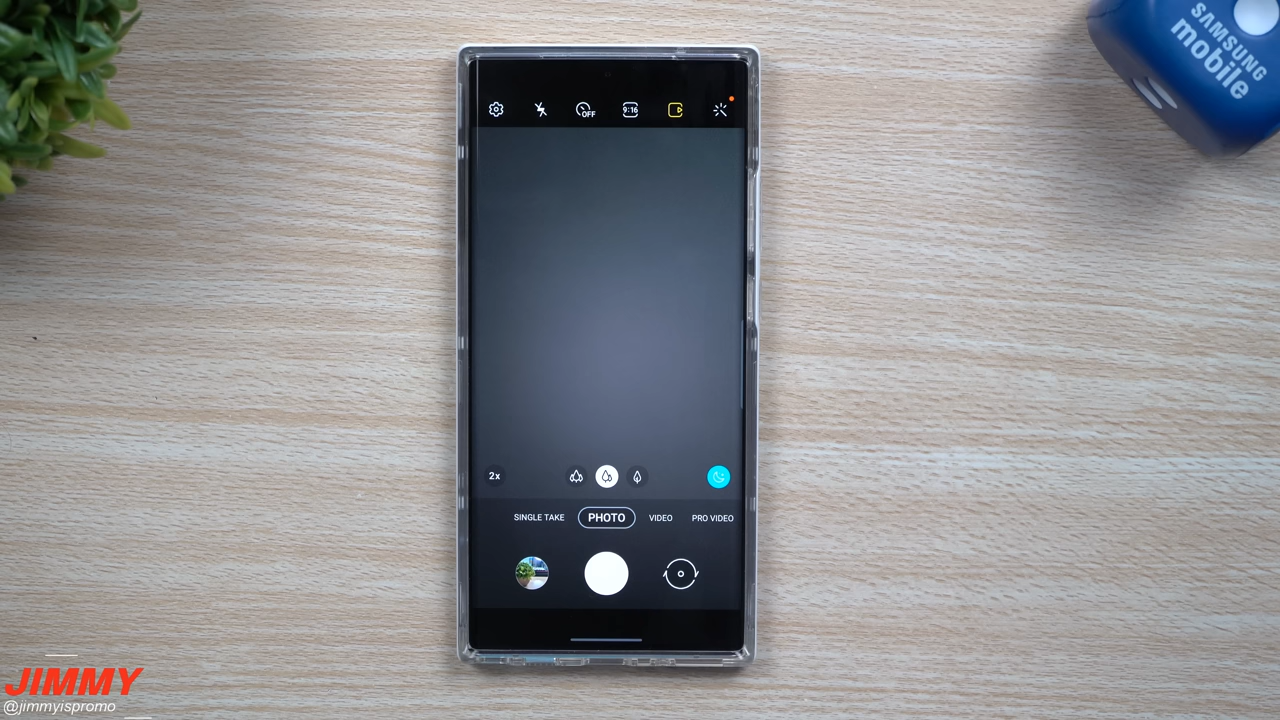 SAMSUNG
mobile
OFF
9:16
2x
SINGLE TAKE
PHOTO
VIDEO
PRO VIDEO
JIMMY
@jimmyispromo